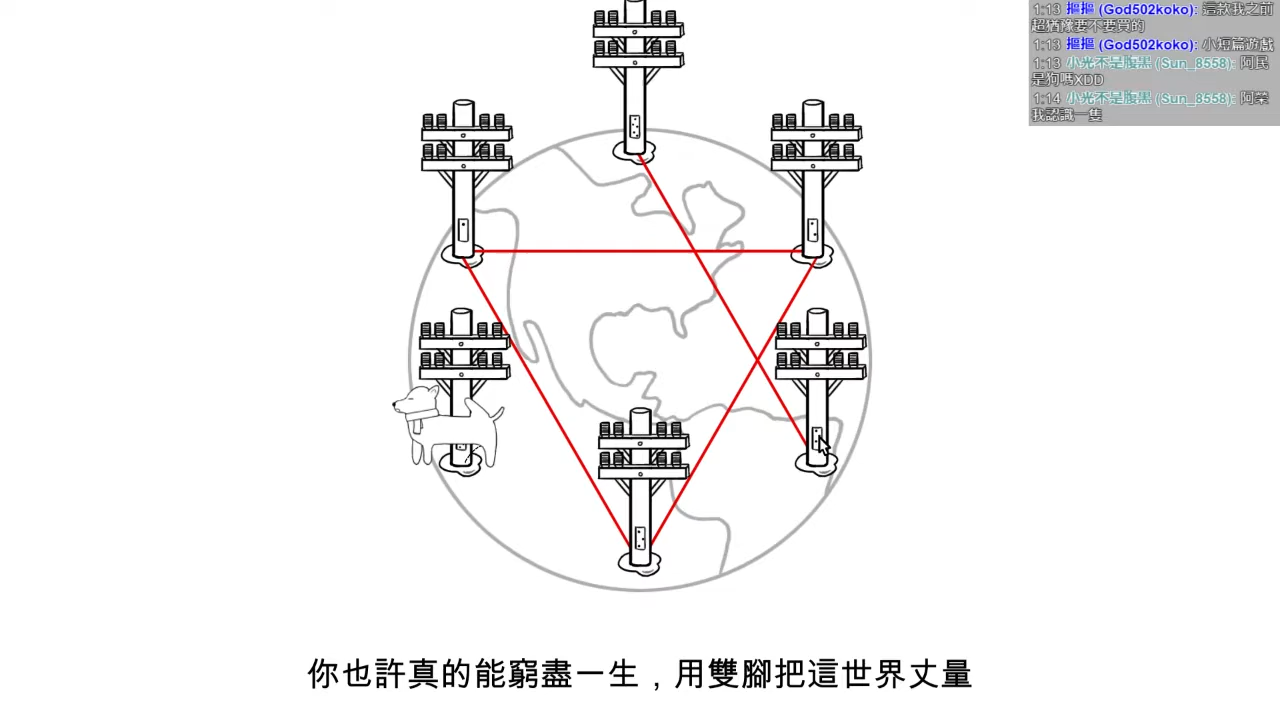 1:13 摳摳 (God502koko): 這款我之前
超猶豫要不要買的
1:13 摳摳 (God502koko): 小短篇遊戲
1:13 小光不是腹黑 (Sun_8558): 阿民
是狗嗎XDD
1:14 小光不是腹黑 (Sun_8558): 阿榮
我認識一隻
你也許真的能窮盡一生，用雙腳把這世界丈量